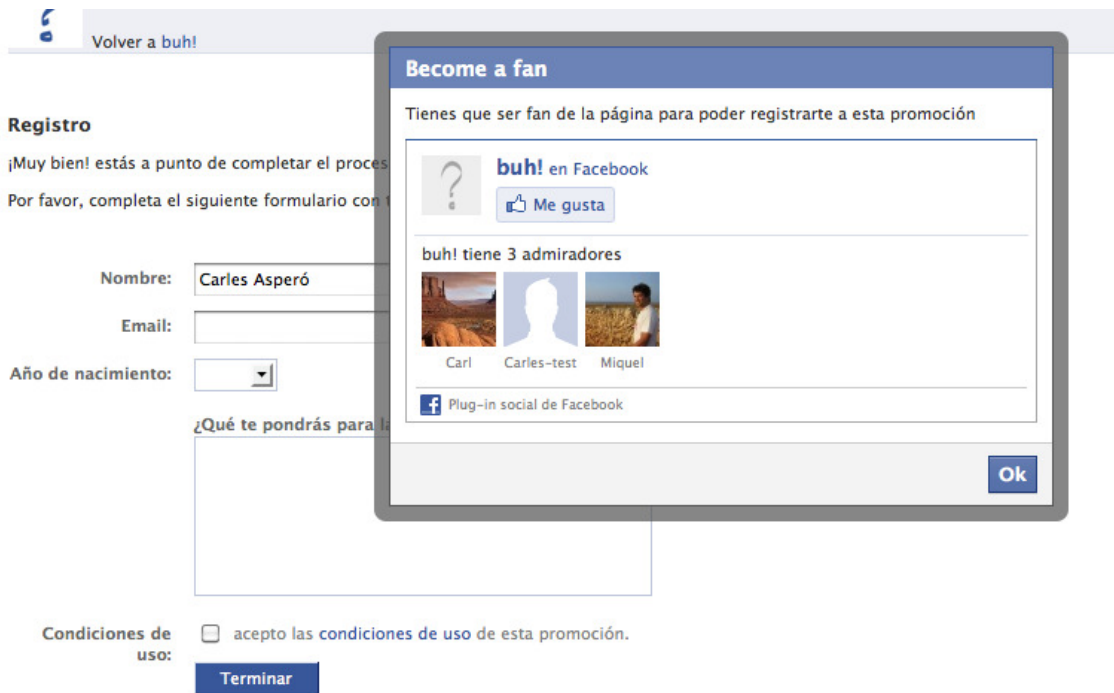 Volver a buh!
Become a fan
Tienes que ser fan de la página para poder registrarte a esta promoción
buh! en Facebook
Me gusta
buh! tiene 3 admiradores
Carl Carles-test Miquel
Plug-in social de Facebook
Ok
Registro
¡Muy bien! estás a punto de completar el proces
Por favor, completa el siguiente formulario con
Nombre: Carles Asperó
Email:
Año de nacimiento:
¿Qué te pondrás para la
Condiciones de uso:
acepto las condiciones de uso de esta promoción.
Terminar